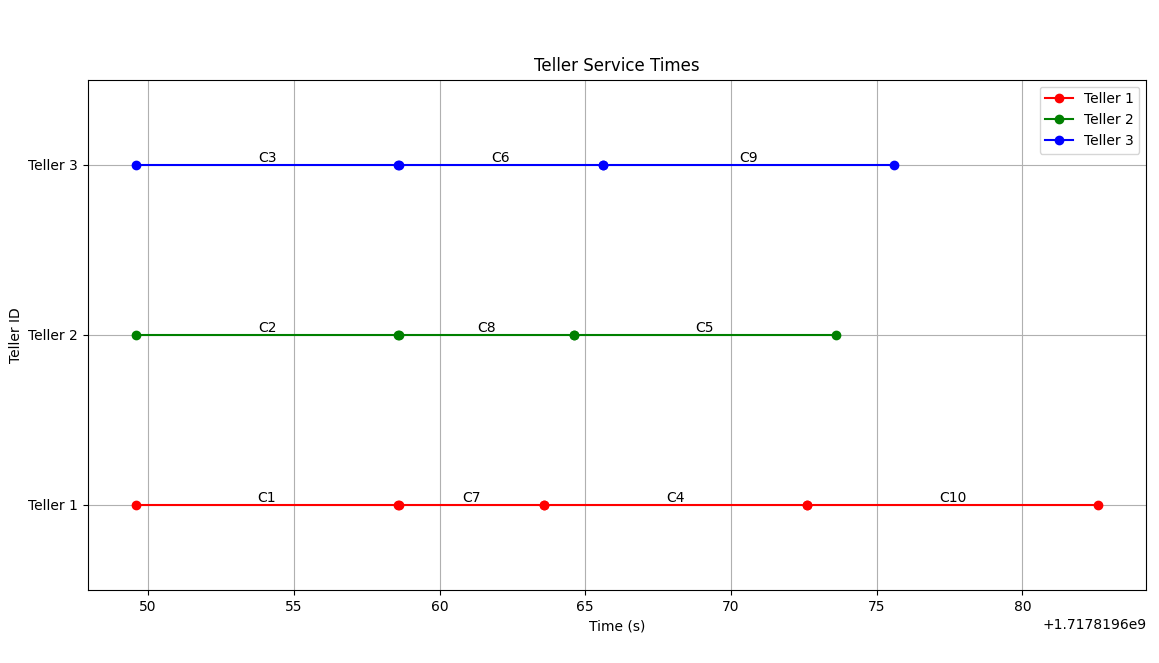 Teller Service Times
Teller 1
Teller 2
Teller 3
Teller 3
C3 C6 C9
Teller ID
Teller 2
C2 C8 C5
Teller 1
C1 C7 C4 C10
50 55 60 65 70 75 80
Time (s)
+1.7178196e9